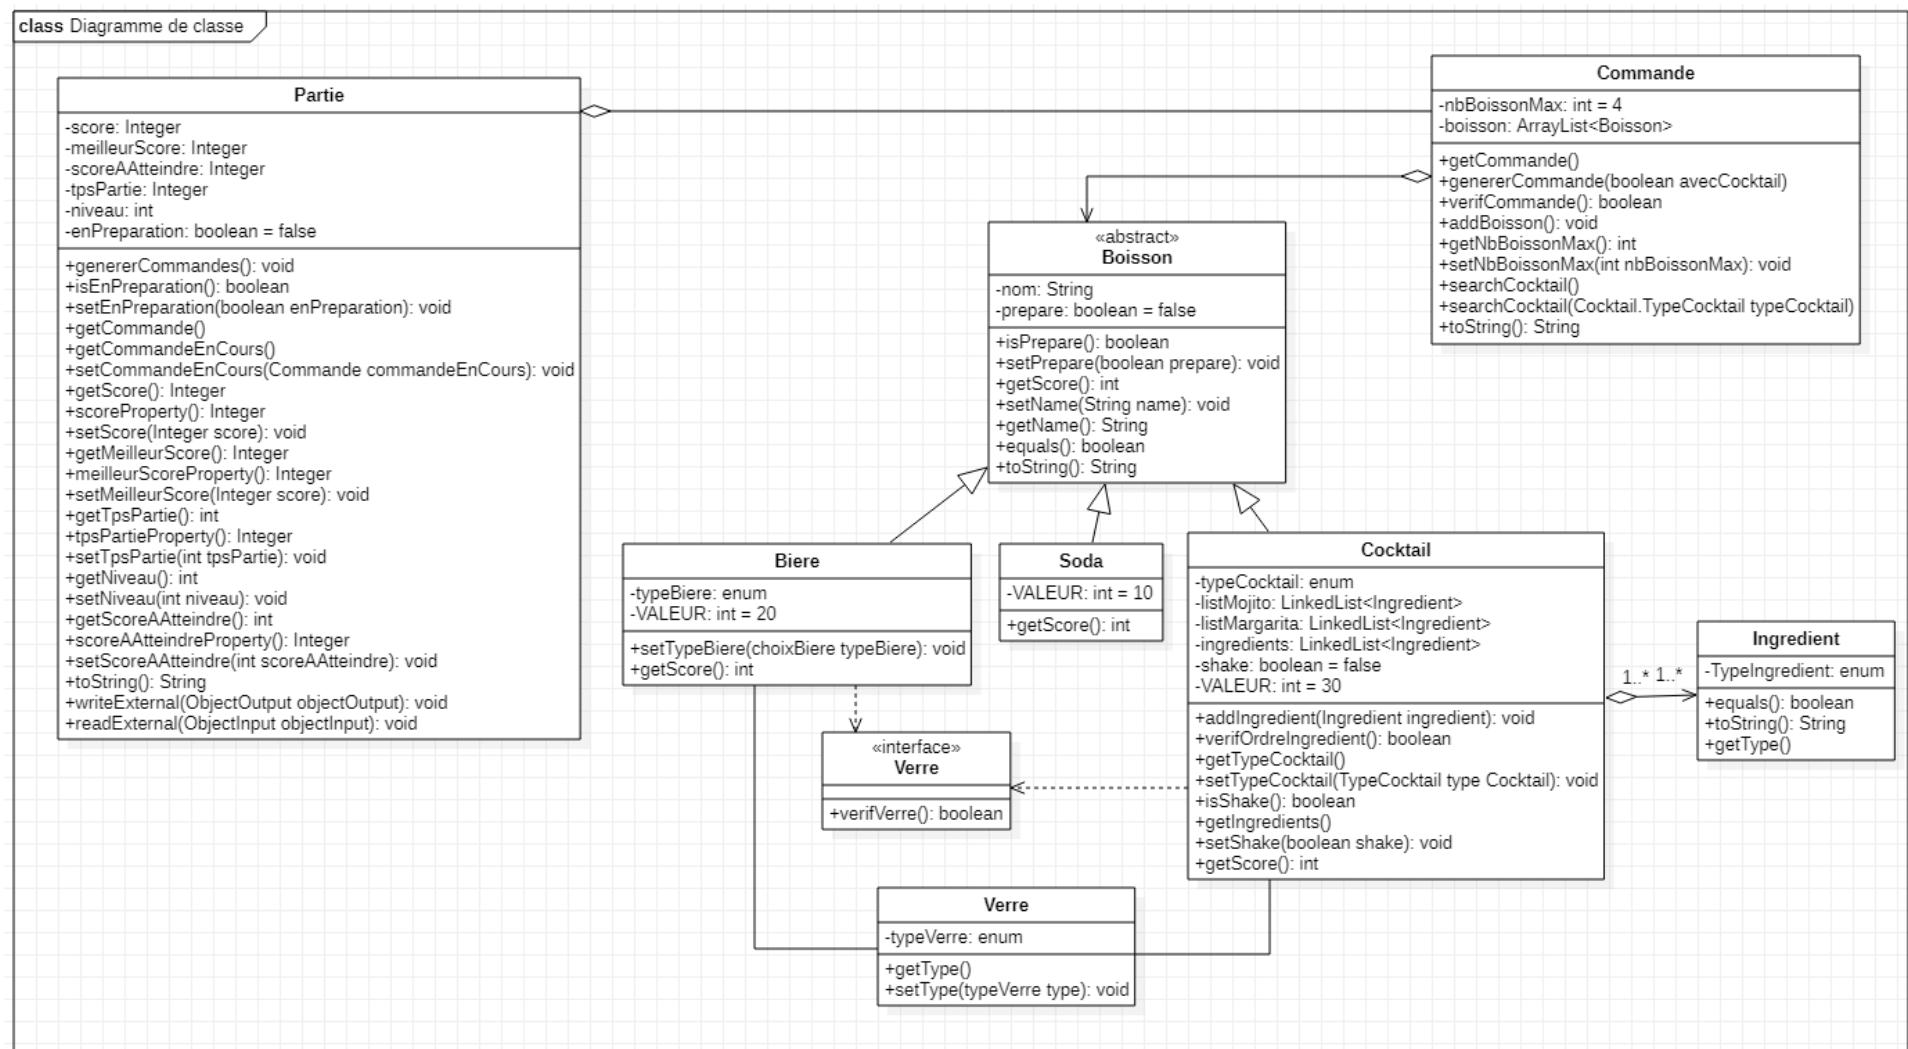 class Diagramme de classe
Partie
-score: Integer
-meilleurScore: Integer
-scoreAAtteindre: Integer
-tpsPartie: Integer
-niveau: int
-enPreparation: boolean = false
+genererCommandes(): void
+isEnPreparation(): boolean
+setEnPreparation(boolean enPreparation): void
+getCommande()
+getCommandeEnCours()
+setCommandeEnCours(Commande commandeEnCours): void
+getScore(): Integer
+scoreProperty(): Integer
+setScore(Integer score): void
+getMeilleurScore(): Integer
+meilleurScoreProperty(): Integer
+setMeilleurScore(Integer score): void
+getTpsPartie(): int
+tpsPartieProperty(): Integer
+setTpsPartie(int tpsPartie): void
+getNiveau(): int
+setNiveau(int niveau): void
+getScoreAAtteindre(): int
+scoreAAtteindreProperty(): Integer
+setScoreAAtteindre(int scoreAAtteindre): void
+toString(): String
+writeExternal(ObjectOutput objectOutput): void
+readExternal(ObjectInput objectInput): void
Commande
-nbBoissonMax: int = 4
-boisson: ArrayList<Boisson>
+getCommande()
+genererCommande(boolean avecCocktail)
+verifCommande(): boolean
+addBoisson(): void
+getNbBoissonMax(): int
+setNbBoissonMax(int nbBoissonMax): void
+searchCocktail()
+searchCocktail(Cocktail.TypeCocktail typeCocktail)
+toString(): String
«abstract»
Boisson
-nom: String
-prepare: boolean = false
+isPrepare(): boolean
+setPrepare(boolean prepare): void
+getScore(): int
+setName(String name): void
+getName(): String
+equals(): boolean
+toString(): String
Biere
-typeBiere: enum
-VALEUR: int = 20
+setTypeBiere(choixBiere typeBiere): void
+getScore(): int
Soda
-VALEUR: int = 10
+getScore(): int
Cocktail
-typeCocktail: enum
-listMojito: LinkedList<Ingredient>
-listMargarita: LinkedList<Ingredient>
-ingredients: LinkedList<Ingredient>
-shake: boolean = false
-VALEUR: int = 30
+addIngredient(Ingredient ingredient): void
+verifOrdreIngredient(): boolean
+getTypeCocktail()
+setTypeCocktail(TypeCocktail type Cocktail): void
+isShake(): boolean
+getIngredients()
+setShake(boolean shake): void
+getScore(): int
1..* 1..*
Ingredient
-TypeIngredient: enum
+equals(): boolean
+toString(): String
+getType()
«interface»
Verre
+verifVerre(): boolean
Verre
-typeVerre: enum
+getType()
+setType(typeVerre type): void